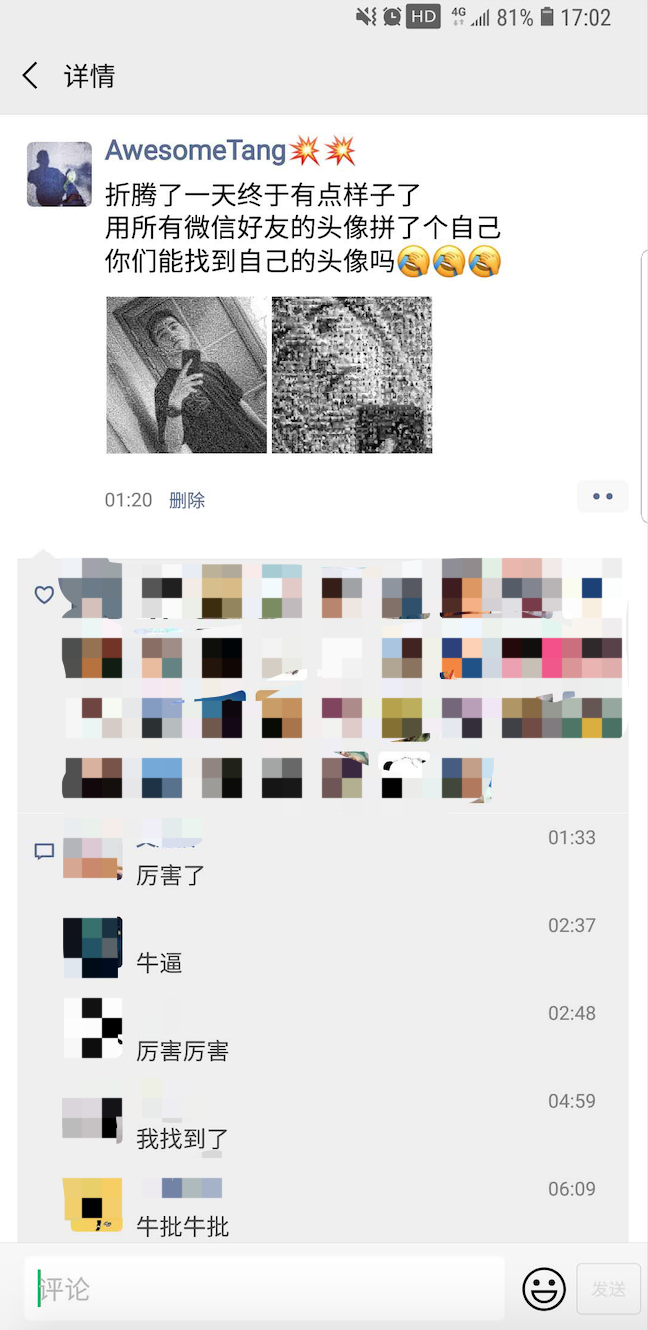 HD 4G 81% 17:02
详情
AwesomeTang💥💥
折腾了一天终于有点样子了
用所有微信好友的头像拼了个自己
你们能找到自己的头像吗🤣🤣🤣
01:20 删除
01:33
厉害了
02:37
牛逼
02:48
厉害厉害
04:59
我找到了
06:09
牛批牛批
评论 发送